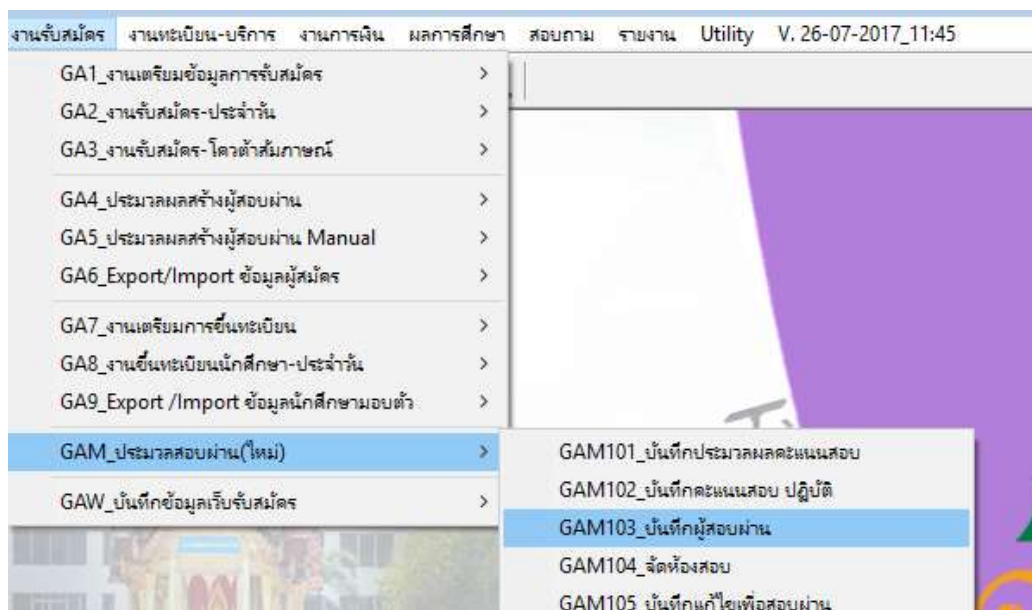 งานรับสมัคร งานทะเบียน-บริการ งานการเงิน ผลการศึกษา สอบถาม รายงาน Utility V. 26-07-2017_11:45
GA1_งานเตรียมข้อมูลการรับสมัคร
GA2_งานรับสมัคร-ประจำวัน
GA3_งานรับสมัคร-โควต้าสัมภาษณ์
GA4_ประมวลผลสร้างผู้สอบผ่าน
GA5_ประมวลผลสร้างผู้สอบผ่าน Manual
GA6_Export/Import ข้อมูลผู้สมัคร
GA7_งานเตรียมการขึ้นทะเบียน
GA8_งานขึ้นทะเบียนนักศึกษา-ประจำวัน
GA9_Export /Import ข้อมูลนักศึกษามอบตัว
GAM_ประมวลสอบผ่าน(ใหม่)
GAW_บันทึกข้อมูลเว็บรับสมัคร
GAM101_บันทึกประมวลผลคะแนนสอบ
GAM102_บันทึกคะแนนสอบ ปฎิบัติ
GAM103_บันทึกผู้สอบผ่าน
GAM104_จัดห้องสอบ
GAM105_บันทึกแก้ไขเพื่อสอบผ่าน